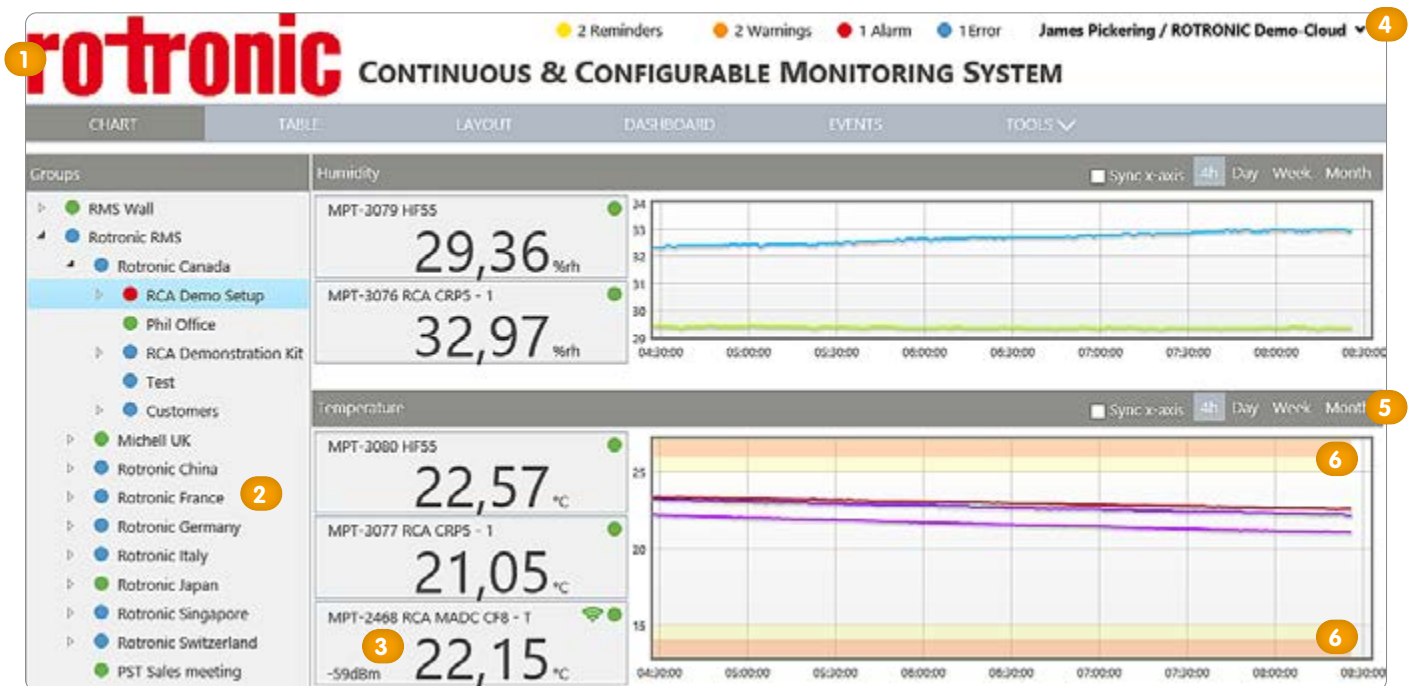 rotronic
2 Reminders 2 Warnings 1 Alarm 1 Error James Pickering / ROTRONIC Demo-Cloud
4
1
CONTINUOUS & CONFIGURABLE MONITORING SYSTEM
CHART TABLE LAYOUT DASHBOARD EVENTS TOOLS
Groups
RMS Wall
Rotronic RMS
Rotronic Canada
RCA Demo Setup
Phil Office
RCA Demonstration Kit
Test
Customers
Michell UK
Rotronic China
Rotronic France
2
Rotronic Germany
Rotronic Italy
Rotronic Japan
Rotronic Singapore
Rotronic Switzerland
PST Sales meeting
Humidity Sync x-axis 4h Day Week Month
MPT-3079 HF55
29,36 %rh
MPT-3076 RCA CRP5 - 1
32,97 %rh
34
33
32
31
30
29
04:30:00 05:00:00 05:30:00 06:00:00 06:30:00 07:00:00 07:30:00 08:00:00 08:30:00
Temperature Sync x-axis 4h Day Week Month
5
MPT-3080 HF55
22,57 °C
MPT-3077 RCA CRP5 - 1
21,05 °C
MPT-2468 RCA MADC CF8 - T
3
-59dBm 22,15 °C
6
25
20
15
6
04:30:00 05:00:00 05:30:00 06:00:00 06:30:00 07:00:00 07:30:00 08:00:00 08:30:00